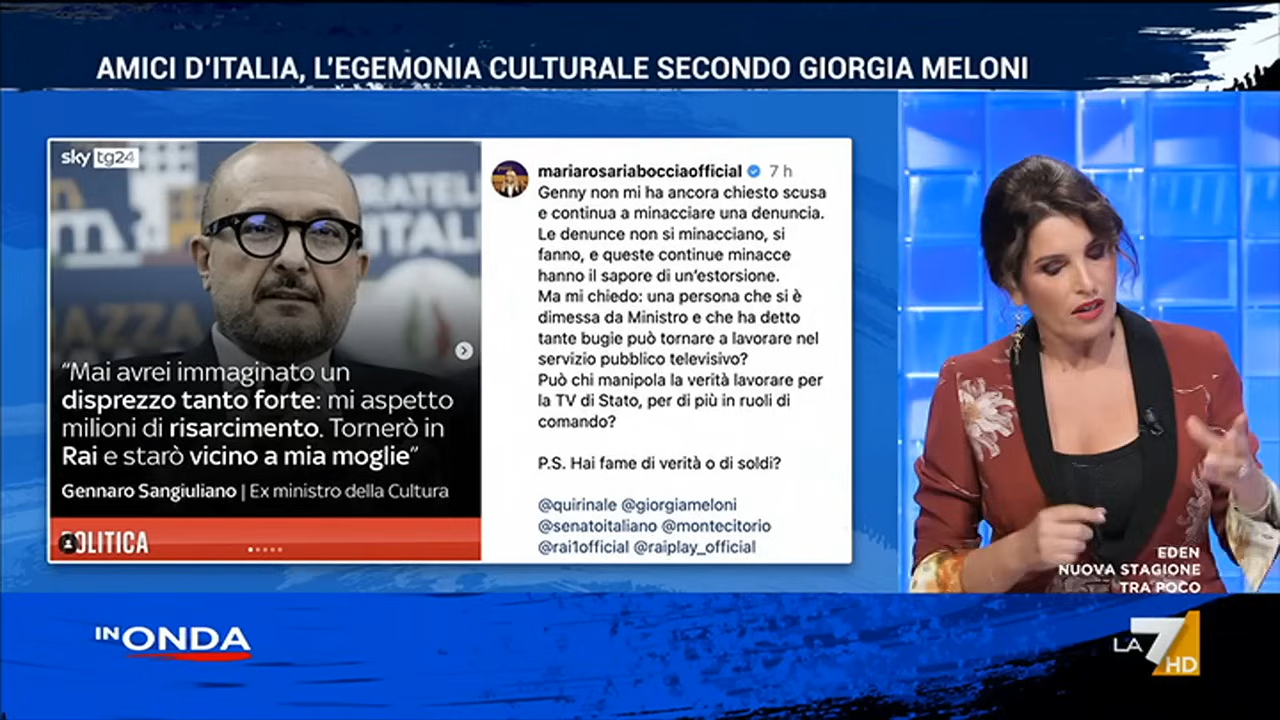 AMICI D'ITALIA, L'EGEMONIA CULTURALE SECONDO GIORGIA MELONI
sky tg24
FRATELLI
ITALIA
AZZA
"Mai avrei immaginato un
disprezzo tanto forte: mi aspetto
milioni di risarcimento. Tornerò in
Rai e starò vicino a mia moglie"
Gennaro Sangiuliano | Ex ministro della Cultura
POLITICA
mariarosariabocciaofficial 7 h
Genny non mi ha ancora chiesto scusa
e continua a minacciare una denuncia.
Le denunce non si minacciano, si
fanno, e queste continue minacce
hanno il sapore di un'estorsione.
Ma mi chiedo: una persona che si è
dimessa da Ministro e che ha detto
tante bugie può tornare a lavorare nel
servizio pubblico televisivo?
Può chi manipola la verità lavorare per
la TV di Stato, per di più in ruoli di
comando?
P.S. Hai fame di verità o di soldi?
@quirinale @giorgiameloni
@senatoitaliano @montecitorio
@rai1official @raiplay_official
EDEN
NUOVA STAGIONE
TRA POCO
IN ONDA
LA 7 HD